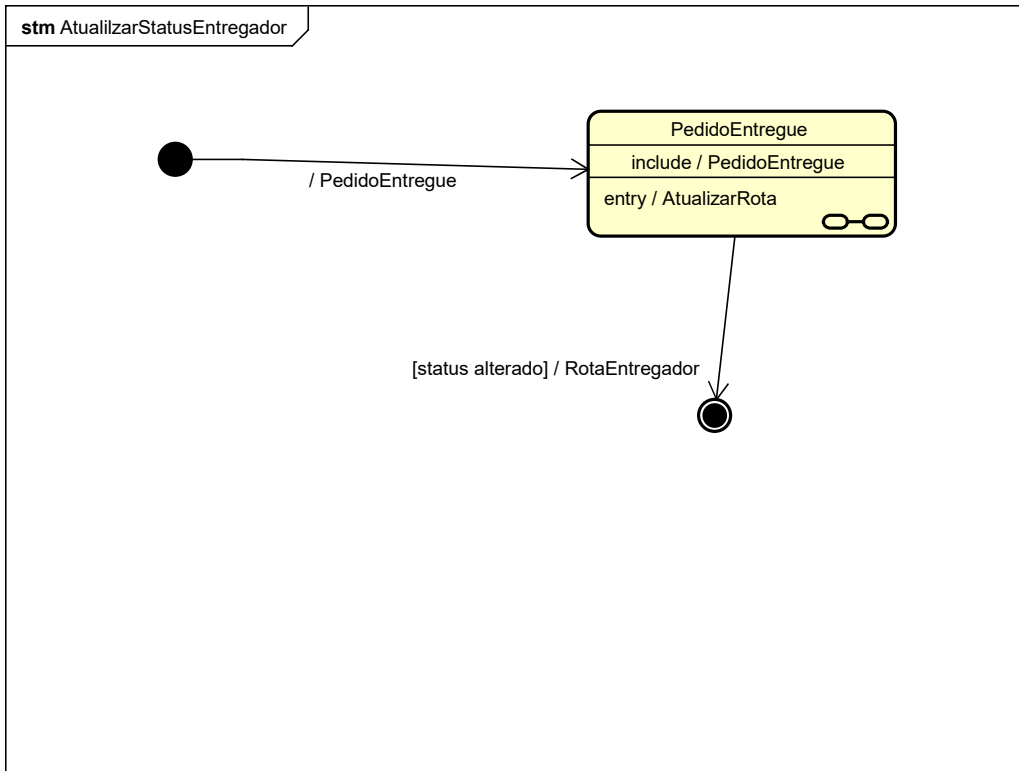 stm AtualilzarStatusEntregador
PedidoEntregue
include / PedidoEntregue
/ PedidoEntregue
entry / AtualizarRota
[status alterado] / RotaEntregador